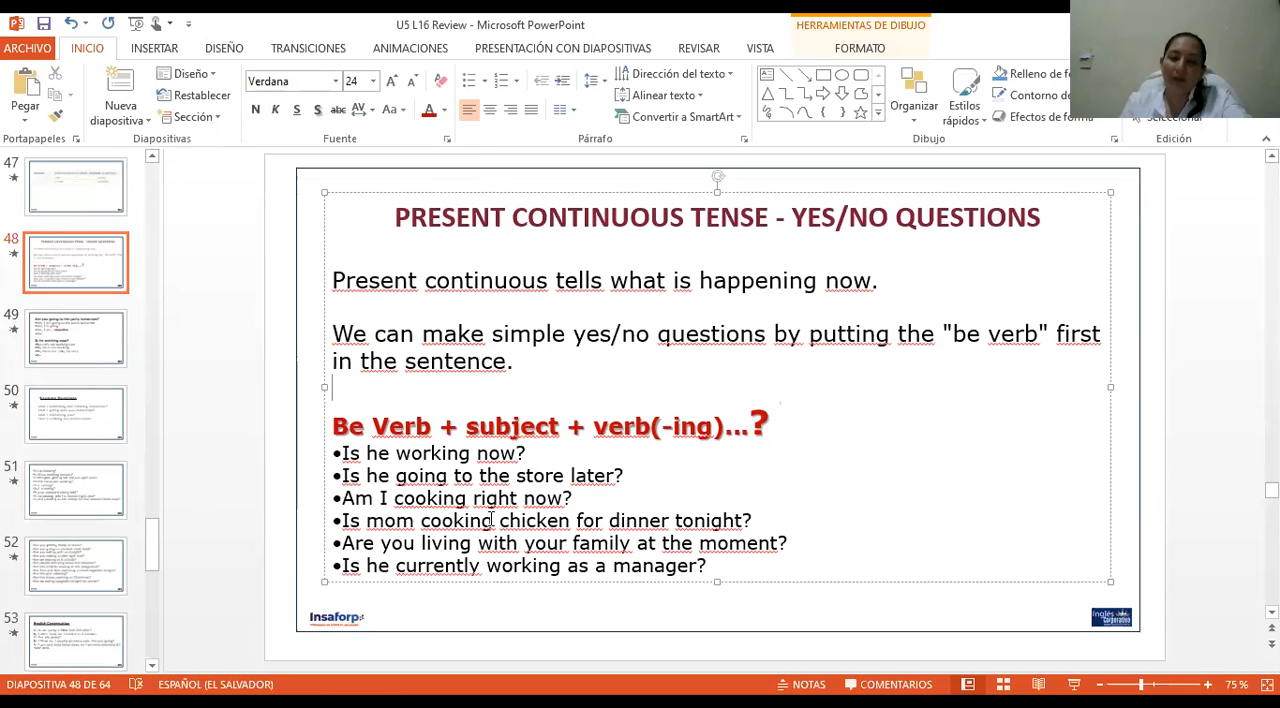 U5 L16 Review - Microsoft PowerPoint
HERRAMIENTAS DE DIBUJO
ARCHIVO INICIO INSERTAR DISEÑO TRANSICIONES ANIMACIONES PRESENTACIÓN CON DIAPOSITIVAS REVISAR VISTA FORMATO
Pegar
Nueva diapositiva
Diseño
Restablecer
Sección
Verdana 24
N K S S abc AV Aa A
Dirección del texto
Alinear texto
Convertir a SmartArt
Organizar
Estilos rápidos
Relleno de f
Contorno de
Efectos de forma
Seleccionar
Portapapeles Diapositivas Fuente Párrafo Dibujo Edición
47
48
49
50
51
52
53
PRESENT CONTINUOUS TENSE - YES/NO QUESTIONS
Present continuous tells what is happening now.
We can make simple yes/no questions by putting the "be verb" first
in the sentence.
Be Verb + subject + verb(-ing)...?
•Is he working now?
•Is he going to the store later?
•Am I cooking right now?
•Is mom cooking chicken for dinner tonight?
•Are you living with your family at the moment?
•Is he currently working as a manager?
Insaforp
Inglés Corporativo
DIAPOSITIVA 48 DE 64 ESPAÑOL (EL SALVADOR) NOTAS COMENTARIOS 75 %